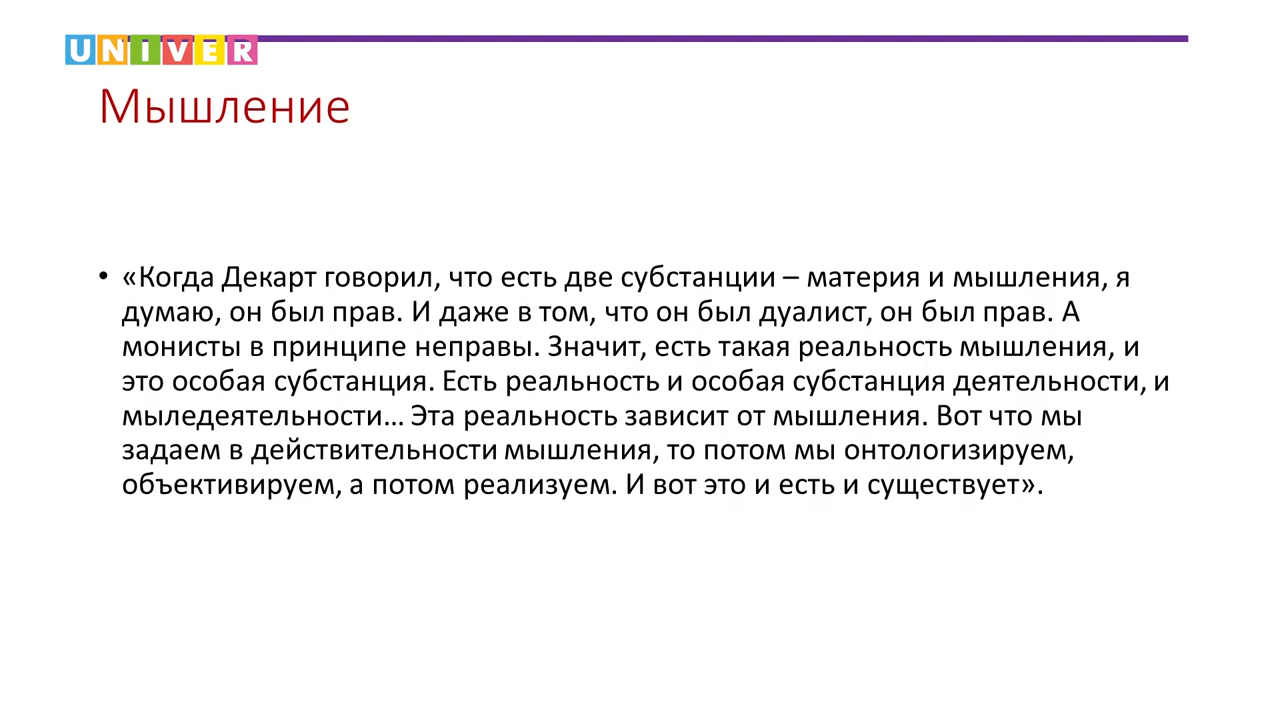 UNIVER
Мышление
• «Когда Декарт говорил, что есть две субстанции – материя и мышления, я
думаю, он был прав. И даже в том, что он был дуалист, он был прав. А
монисты в принципе неправы. Значит, есть такая реальность мышления, и
это особая субстанция. Есть реальность и особая субстанция деятельности, и
мыледеятельности… Эта реальность зависит от мышления. Вот что мы
задаем в действительности мышления, то потом мы онтологизируем,
объективируем, а потом реализуем. И вот это и есть и существует».